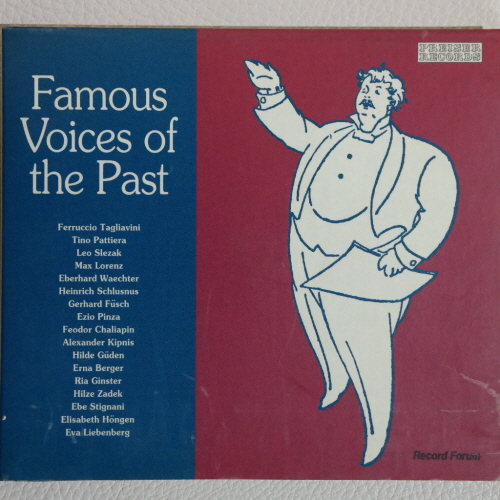 PREISER
RECORDS
Famous
Voices of
the Past
Ferruccio Tagliavini
Tino Pattiera
Leo Slezak
Max Lorenz
Eberhard Waechter
Heinrich Schlusnus
Gerhard Füsch
Ezio Pinza
Feodor Chaliapin
Alexander Kipnis
Hilde Güden
Erna Berger
Ria Ginster
Hilze Zadek
Ebe Stignani
Elisabeth Höngen
Eva Liebenberg
Record Forum